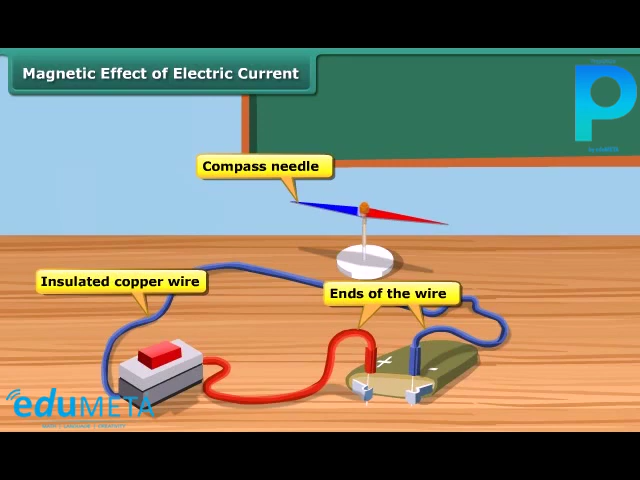 Magnetic Effect of Electric Current
P
Compass needle
Insulated copper wire
Ends of the wire
+
-
eduMETA